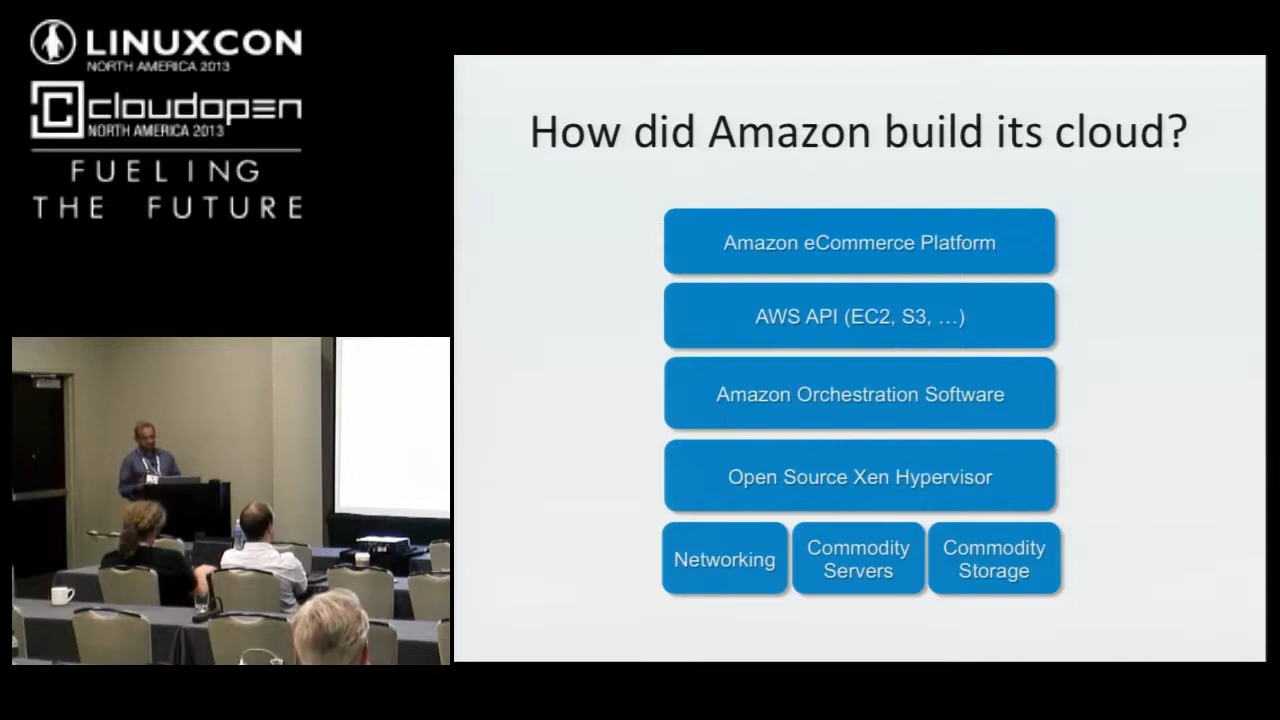 LINUXCON
NORTH AMERICA 2013
cloudopen
NORTH AMERICA 2013
FUELING
THE FUTURE
How did Amazon build its cloud?
Amazon eCommerce Platform
AWS API (EC2, S3, …)
Amazon Orchestration Software
Open Source Xen Hypervisor
Networking
Commodity
Servers
Commodity
Storage